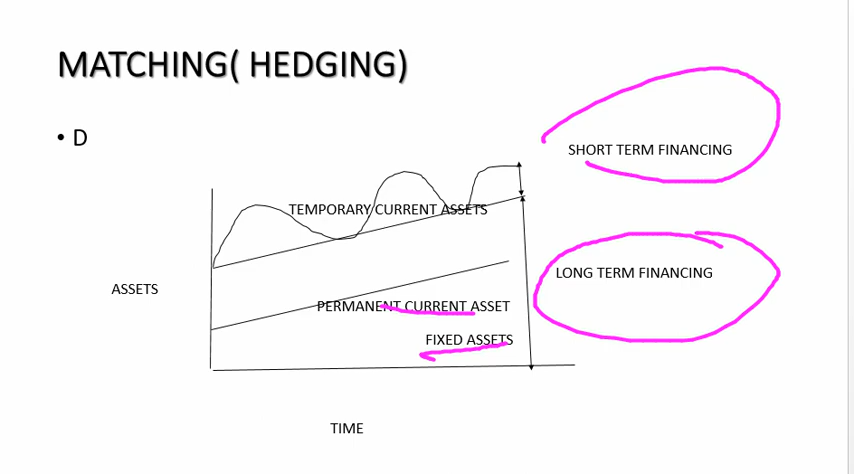 MATCHING( HEDGING)
• D
SHORT TERM FINANCING
TEMPORARY CURRENT ASSETS
LONG TERM FINANCING
ASSETS
PERMANENT CURRENT ASSET
FIXED ASSETS
TIME